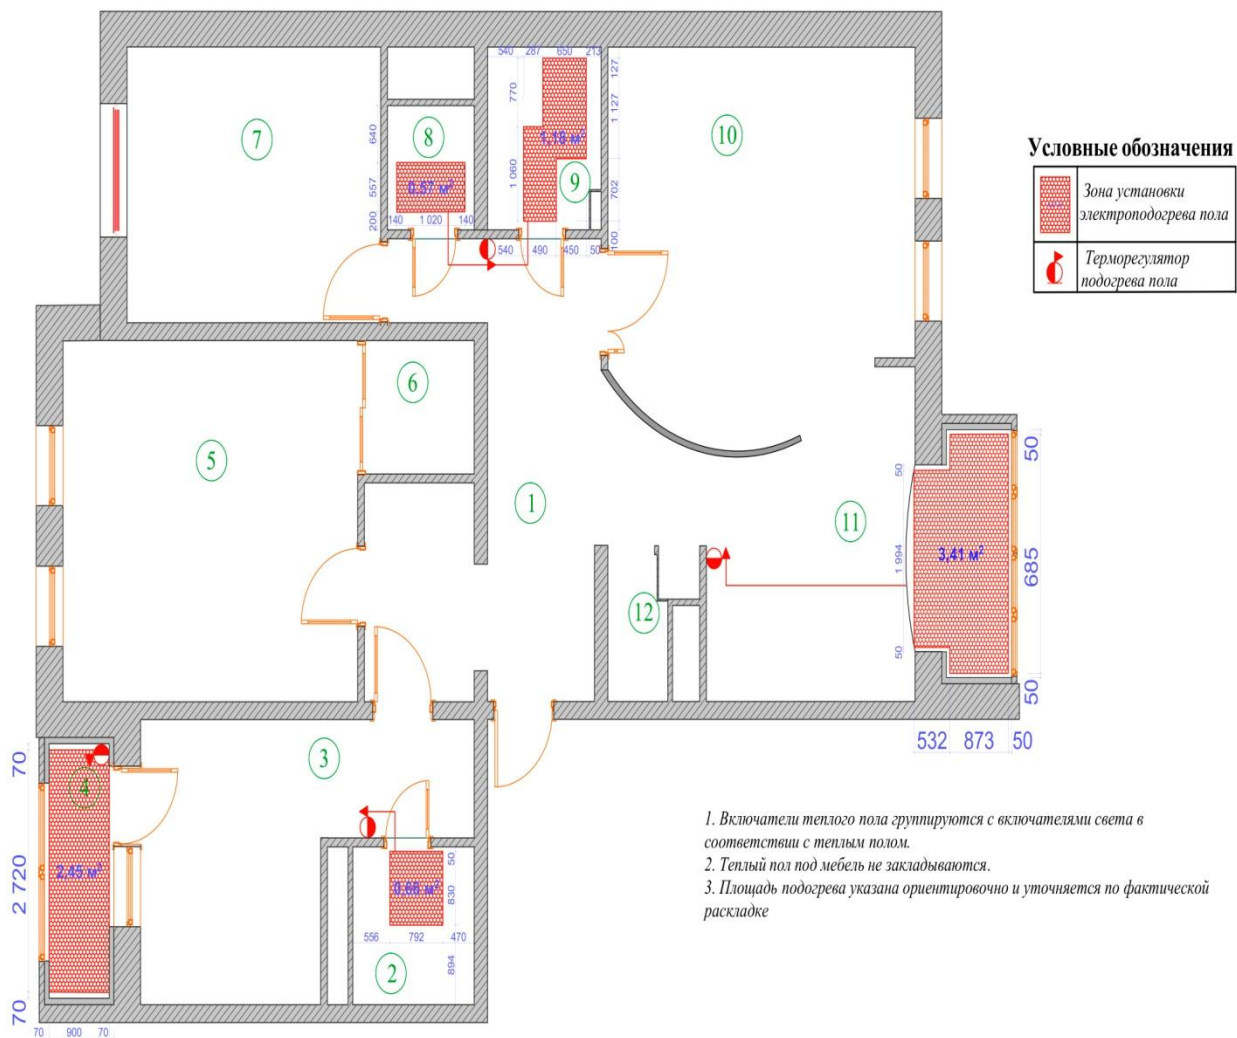 540 287 650 213
127
1 127
702
100
770
1 060
7
8
9
10
640
557
200
0,57 м²
1,18 м²
140 1 020 140
540 490 450 50
Условные обозначения
Зона установки
электроподогрева пола
Терморегулятор
подогрева пола
6
5
1
11
12
50
1 994
50
3,41 м²
50
685
50
532 873 50
3
4
2
70
2 720
70
2,45 м²
70 900 70
0,66 м²
50
830
894
556 792 470
1. Включатели теплого пола группируются с включателями света в
соответствии с теплым полом.
2. Теплый пол под мебель не закладываются.
3. Площадь подогрева указана ориентировочно и уточняется по фактической
раскладке